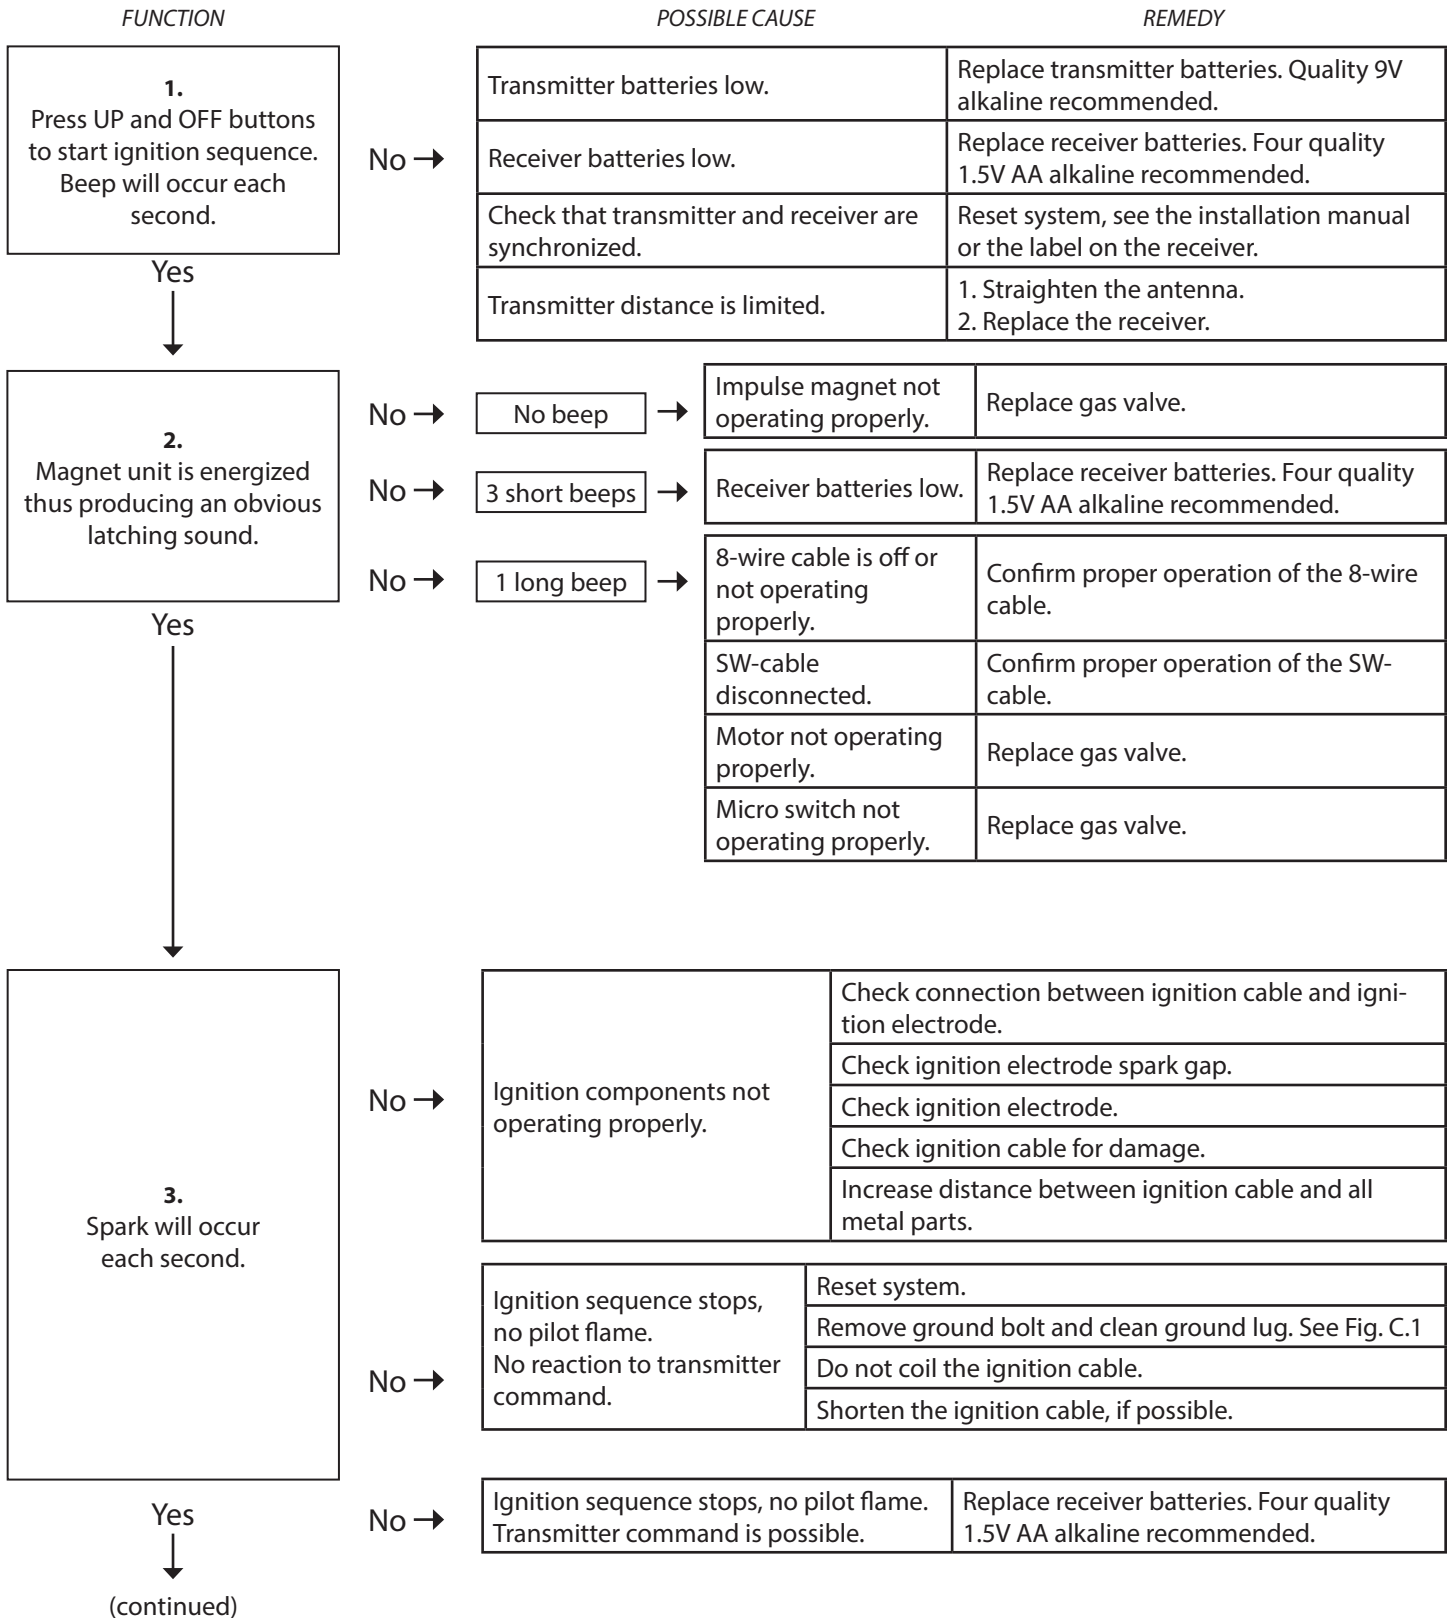 FUNCTION
POSSIBLE CAUSE
REMEDY
1.
Press UP and OFF buttons
to start ignition sequence.
Beep will occur each
second.
No →
Transmitter batteries low.
Replace transmitter batteries. Quality 9V
alkaline recommended.
Receiver batteries low.
Replace receiver batteries. Four quality
1.5V AA alkaline recommended.
Check that transmitter and receiver are
synchronized.
Reset system, see the installation manual
or the label on the receiver.
Transmitter distance is limited.
1. Straighten the antenna.
2. Replace the receiver.
Yes
2.
Magnet unit is energized
thus producing an obvious
latching sound.
No →
No beep →
Impulse magnet not
operating properly.
Replace gas valve.
No →
3 short beeps →
Receiver batteries low.
Replace receiver batteries. Four quality
1.5V AA alkaline recommended.
No →
1 long beep →
8-wire cable is off or
not operating
properly.
Confirm proper operation of the 8-wire
cable.
SW-cable
disconnected.
Confirm proper operation of the SW-
cable.
Motor not operating
properly.
Replace gas valve.
Micro switch not
operating properly.
Replace gas valve.
Yes
3.
Spark will occur
each second.
No →
Ignition components not
operating properly.
Check connection between ignition cable and igni-
tion electrode.
Check ignition electrode spark gap.
Check ignition electrode.
Check ignition cable for damage.
Increase distance between ignition cable and all
metal parts.
No →
Ignition sequence stops,
no pilot flame.
No reaction to transmitter
command.
Reset system.
Remove ground bolt and clean ground lug. See Fig. C.1
Do not coil the ignition cable.
Shorten the ignition cable, if possible.
Yes
No →
Ignition sequence stops, no pilot flame.
Transmitter command is possible.
Replace receiver batteries. Four quality
1.5V AA alkaline recommended.
(continued)